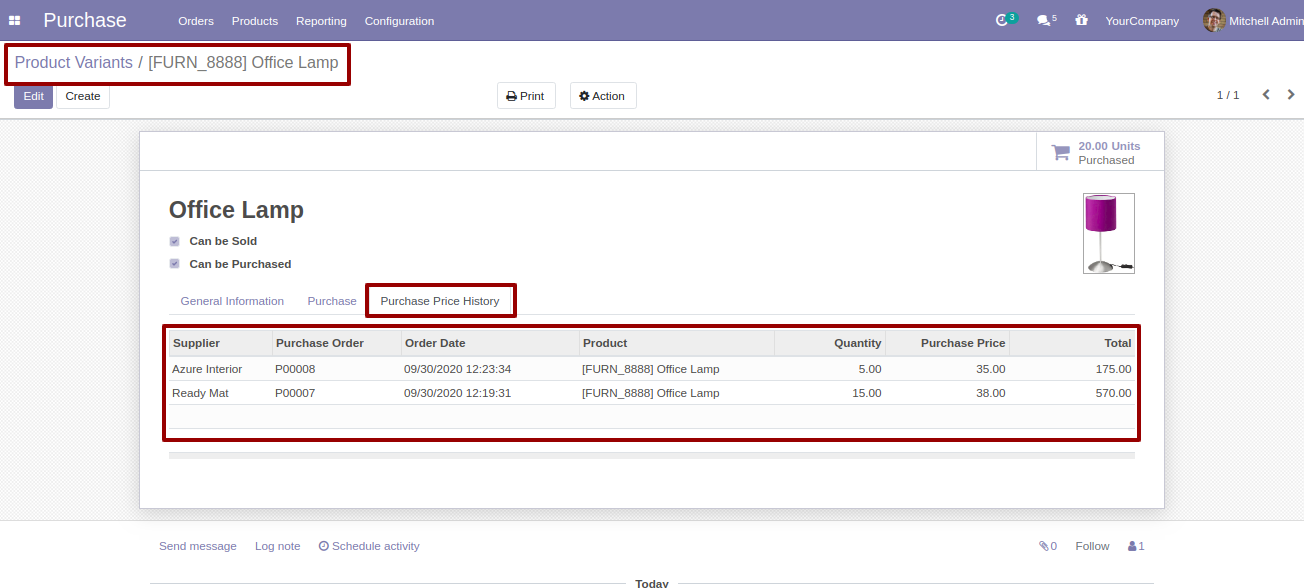 Purchase Orders Products Reporting Configuration 3 5 YourCompany Mitchell Admin
Product Variants / [FURN_8888] Office Lamp
Edit Create Print Action 1 / 1
20.00 Units
Purchased
Office Lamp
Can be Sold
Can be Purchased
General Information Purchase Purchase Price History
Supplier Purchase Order Order Date Product Quantity Purchase Price Total
Azure Interior P00008 09/30/2020 12:23:34 [FURN_8888] Office Lamp 5.00 35.00 175.00
Ready Mat P00007 09/30/2020 12:19:31 [FURN_8888] Office Lamp 15.00 38.00 570.00
Send message Log note Schedule activity 0 Follow 1
Today